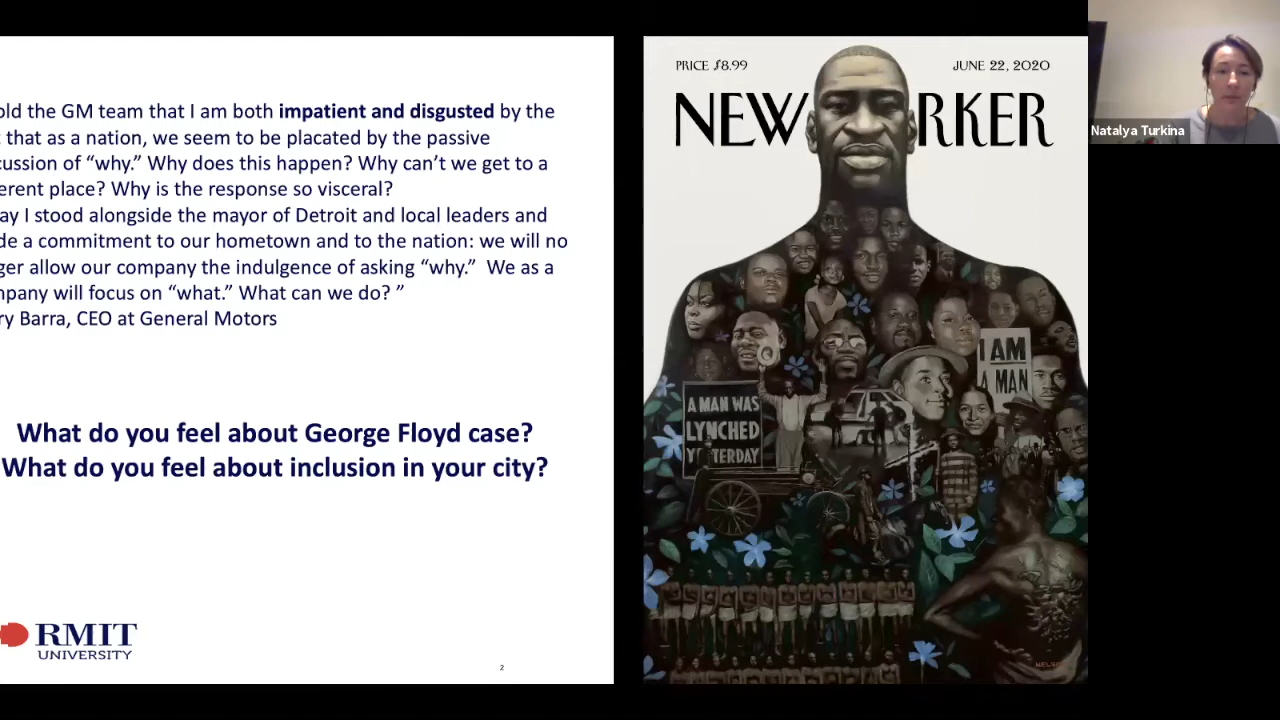 old the GM team that I am both impatient and disgusted by the
t that as a nation, we seem to be placated by the passive
cussion of “why.” Why does this happen? Why can’t we get to a
erent place? Why is the response so visceral?
ay I stood alongside the mayor of Detroit and local leaders and
de a commitment to our hometown and to the nation: we will no
ger allow our company the indulgence of asking “why.” We as a
mpany will focus on “what.” What can we do? ”
ry Barra, CEO at General Motors
What do you feel about George Floyd case?
What do you feel about inclusion in your city?
RMIT
UNIVERSITY
2
PRICE $8.99
JUNE 22, 2020
NEW RKER
I AM
A MAN
A MAN WAS
LYNCHED
YESTERDAY
Natalya Turkina